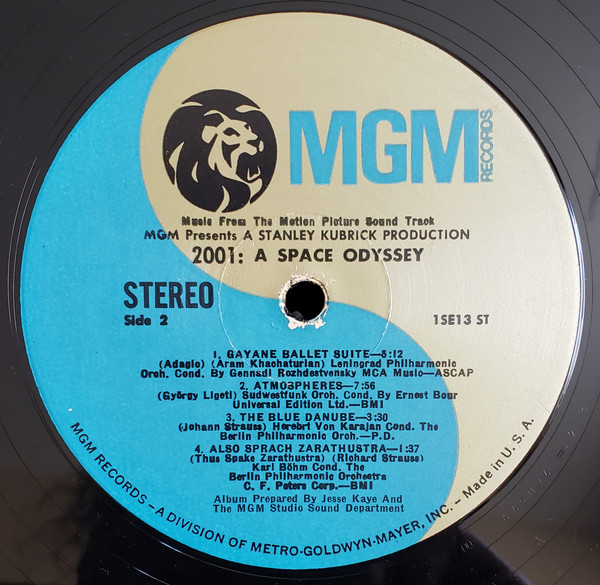 MGM
RECORDS
Music From The Motion Picture Sound Track
MGM Presents A STANLEY KUBRICK PRODUCTION
2001: A SPACE ODYSSEY
STEREO
Side 2
1SE13 ST
1. GAYANE BALLET SUITE—5:12
(Adagio) (Aram Khachaturian) Leningrad Philharmonic
Orch. Cond. By Gennadi Rozhdestvensky MCA Music—ASCAP
2. ATMOSPHERES—7:56
(György Ligeti) Sudwestfunk Orch. Cond. By Ernest Bour
Universal Edition Ltd.—BMI
3. THE BLUE DANUBE—3:30
(Johann Strauss) Herebrt Von Karajan Cond. The
Berlin Philharmonic Orch.—P.D.
4. ALSO SPRACH ZARATHUSTRA—1:37
(Thus Spake Zarathustra) (Richard Strauss)
Karl Böhm Cond. The
Berlin Philharmonic Orchestra
C. F. Peters Corp.—BMI
Album Prepared By Jesse Kaye And
The MGM Studio Sound Department
MGM RECORDS – A DIVISION OF METRO-GOLDWYN-MAYER, INC. – Made in U.S.A.